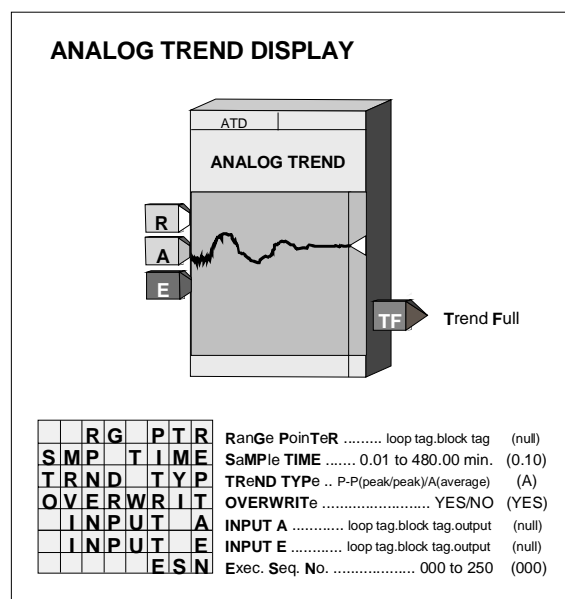 ANALOG TREND DISPLAY
ATD
ANALOG TREND
R
A
E
TF
Trend Full
RG PTR
RanGe PoinTeR ......... loop tag.block tag (null)
SMP TIME
SaMPle TIME ....... 0.01 to 480.00 min. (0.10)
TRND TYP
TReND TYPe .. P-P(peak/peak)/A(average) (A)
OVERWRIT
OVERWRITe ......................... YES/NO (YES)
INPUT A
INPUT A ............ loop tag.block tag.output (null)
INPUT E
INPUT E ............ loop tag.block tag.output (null)
ESN
Exec. Seq. No. .................. 000 to 250 (000)